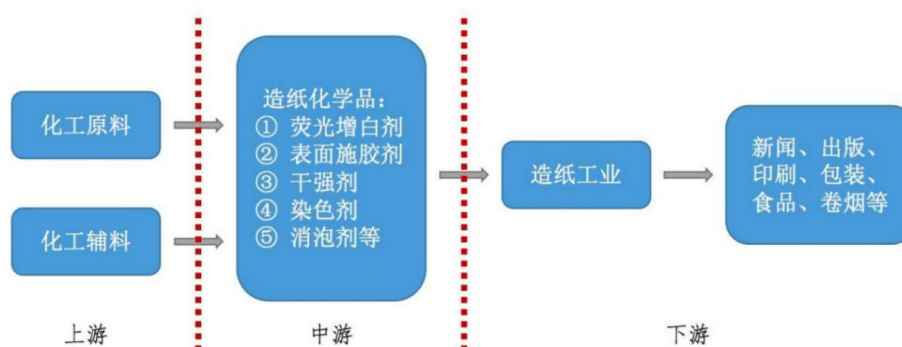 化工原料
化工辅料
造纸化学品：
① 荧光增白剂
② 表面施胶剂
③ 干强剂
④ 染色剂
⑤ 消泡剂等
造纸工业
新闻、出版、
印刷、包装、
食品、卷烟等
上游
中游
下游